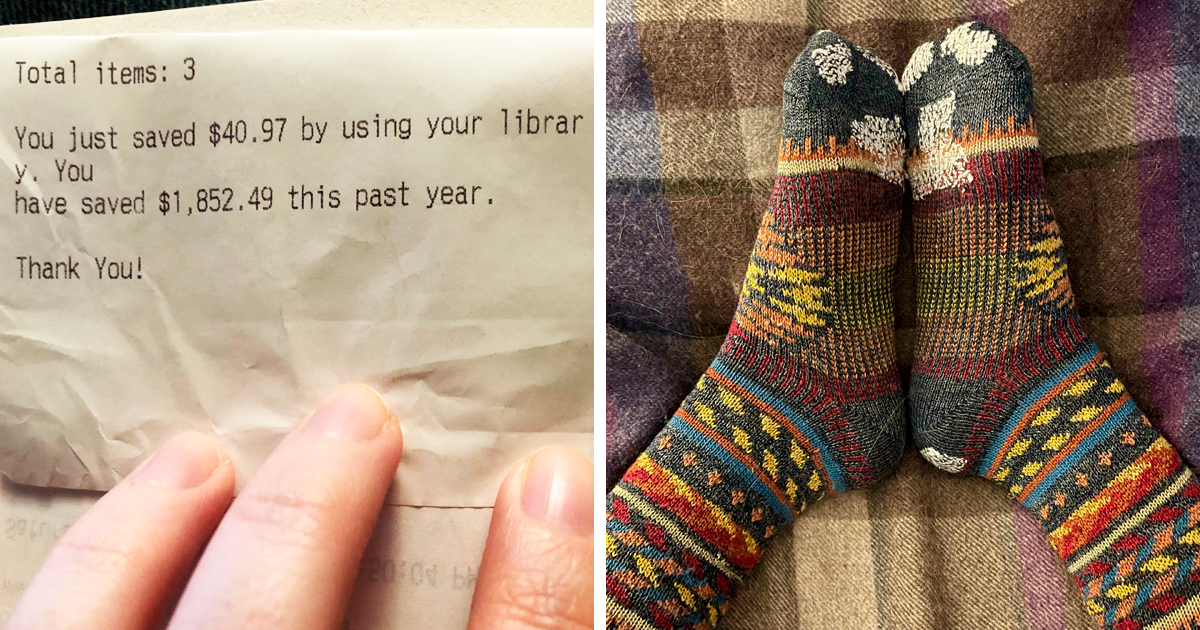 Total items: 3
You just saved $40.97 by using your librar
y. You
have saved $1,852.49 this past year.
Thank You!